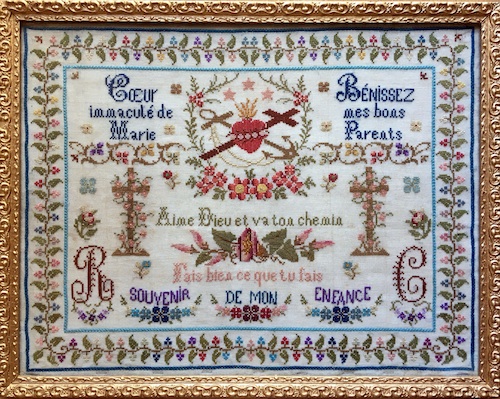 Cœur
immaculé de
Marie
Bénissez
mes bons
Parents
Aime Dieu et va ton chemin
Fais bien ce que tu fais
R
C
SOUVENIR DE MON ENFANCE